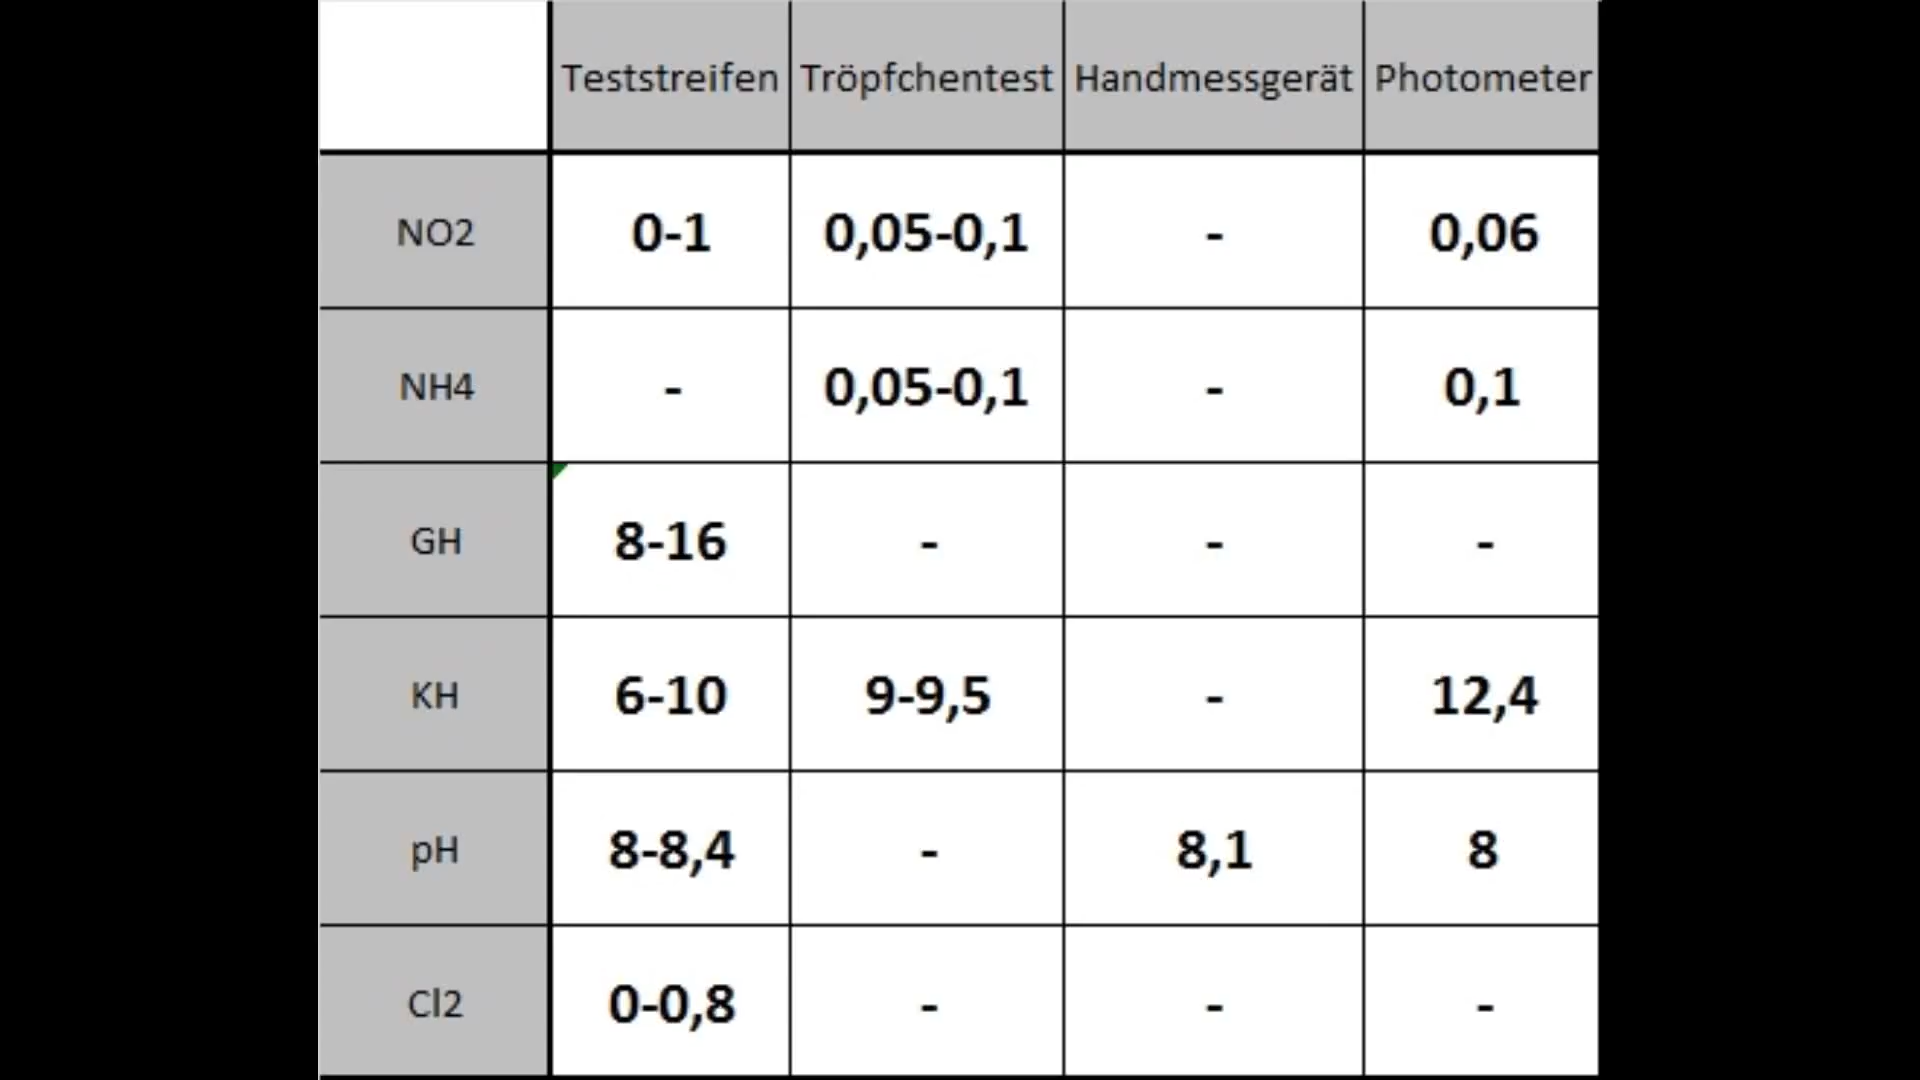 Teststreifen Tröpfchentest Handmessgerät Photometer
NO2 0-1 0,05-0,1 - 0,06
NH4 - 0,05-0,1 - 0,1
GH 8-16 - - -
KH 6-10 9-9,5 - 12,4
pH 8-8,4 - 8,1 8
Cl2 0-0,8 - - -